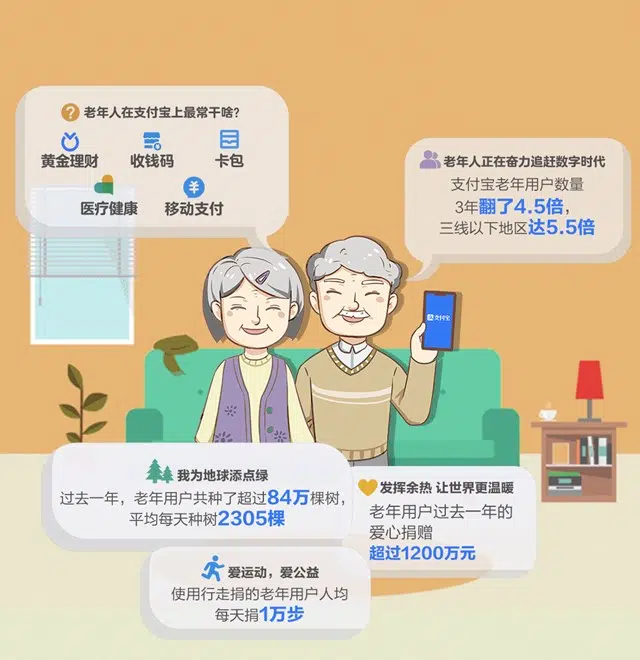 老年人在支付宝上最常干啥?
黄金理财 收钱码 卡包
医疗健康 移动支付
老年人正在奋力追赶数字时代
支付宝老年用户数量
3年翻了4.5倍，
三线以下地区达5.5倍
支付宝
我为地球添点绿
过去一年，老年用户共种了超过84万棵树，
平均每天种树2305棵
发挥余热 让世界更温暖
老年用户过去一年的
爱心捐赠
超过1200万元
爱运动，爱公益
使用行走捐的老年用户人均
每天捐1万步